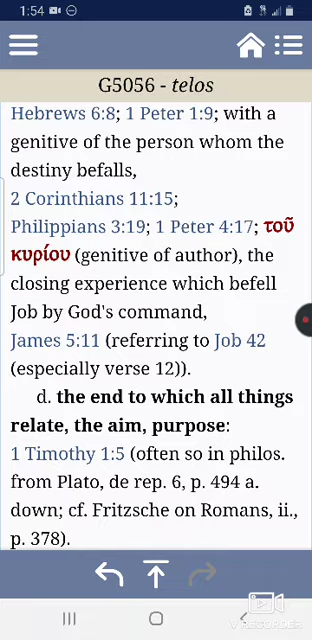 1:54
G5056 - telos
Hebrews 6:8; 1 Peter 1:9; with a
genitive of the person whom the
destiny befalls,
2 Corinthians 11:15;
Philippians 3:19; 1 Peter 4:17; τοῦ
κυρίου (genitive of author), the
closing experience which befell
Job by God's command,
James 5:11 (referring to Job 42
(especially verse 12)).
d. the end to which all things
relate, the aim, purpose:
1 Timothy 1:5 (often so in philos.
from Plato, de rep. 6, p. 494 a.
down; cf. Fritzsche on Romans, ii.,
p. 378).
V RECORDER